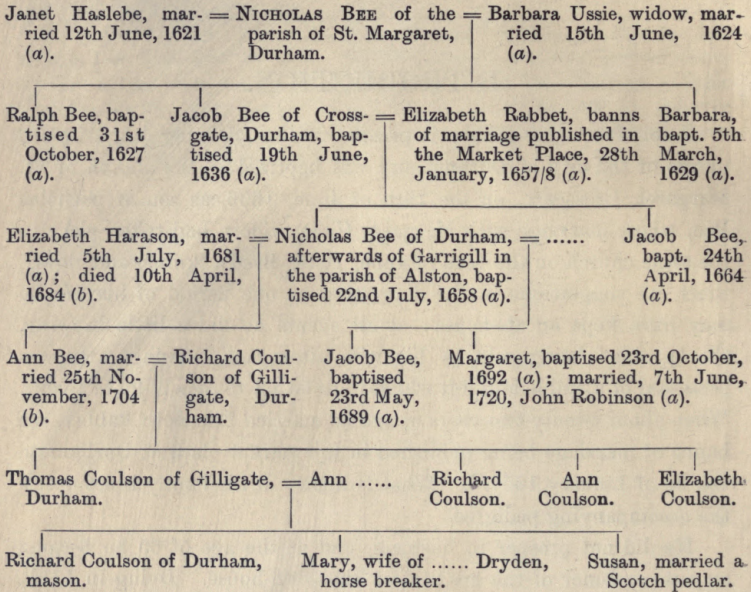 Janet Haslebe, mar- = NICHOLAS BEE of the = Barbara Ussie, widow, mar-
ried 12th June, 1621 parish of St. Margaret, ried 15th June, 1624
(a). Durham. (a).
Ralph Bee, bap- Jacob Bee of Cross- = Elizabeth Rabbet, banns Barbara,
tised 31st gate, Durham, bap- of marriage published in bapt. 5th
October, 1627 tised 19th June, the Market Place, 28th March,
(a). 1636 (a). January, 1657/8 (a). 1629 (a).
Elizabeth Harason, mar- = Nicholas Bee of Durham, = ...... Jacob Bee,
ried 5th July, 1681 afterwards of Garrigill in bapt. 24th
(a); died 10th April, the parish of Alston, bap- April, 1664
1684 (b). tised 22nd July, 1658 (a). (a).
Ann Bee, mar- = Richard Coul- Jacob Bee, Margaret, baptised 23rd October,
ried 25th No- son of Gilli- baptised 1692 (a); married, 7th June,
vember, 1704 gate, Dur- 23rd May, 1720, John Robinson (a).
(b). ham. 1689 (a).
Thomas Coulson of Gilligate, = Ann ...... Richard Ann Elizabeth
Durham. Coulson. Coulson. Coulson.
Richard Coulson of Durham, Mary, wife of ...... Dryden, Susan, married a
mason. horse breaker. Scotch pedlar.